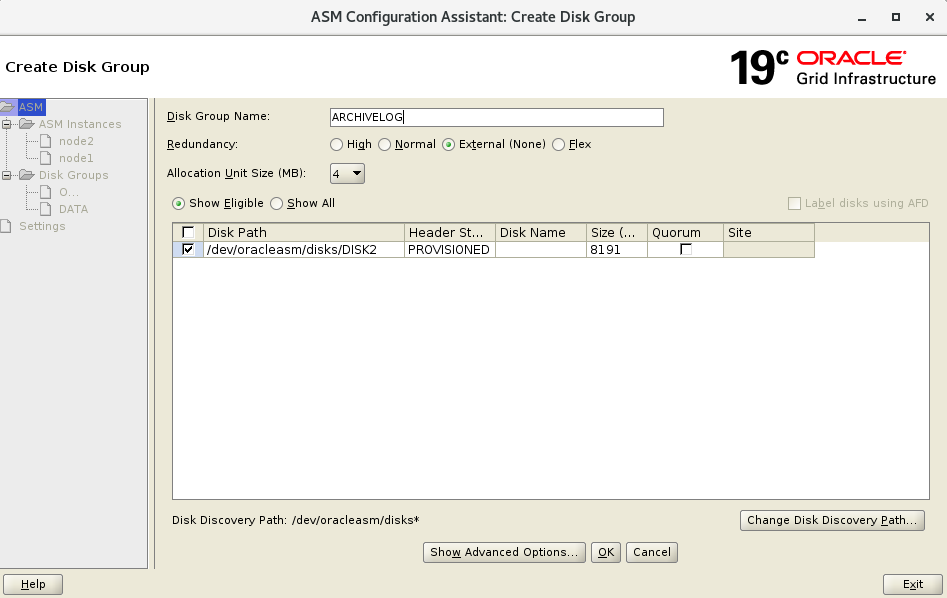 ASM Configuration Assistant: Create Disk Group
Create Disk Group
19c ORACLE
Grid Infrastructure
ASM
ASM Instances
node2
node1
Disk Groups
O...
DATA
Settings
Disk Group Name: ARCHIVELOG
Redundancy: High Normal External (None) Flex
Allocation Unit Size (MB): 4
Show Eligible Show All Label disks using AFD
Disk Path Header St... Disk Name Size (... Quorum Site
/dev/oracleasm/disks/DISK2 PROVISIONED 8191
Disk Discovery Path: /dev/oracleasm/disks* Change Disk Discovery Path...
Show Advanced Options... OK Cancel
Help Exit